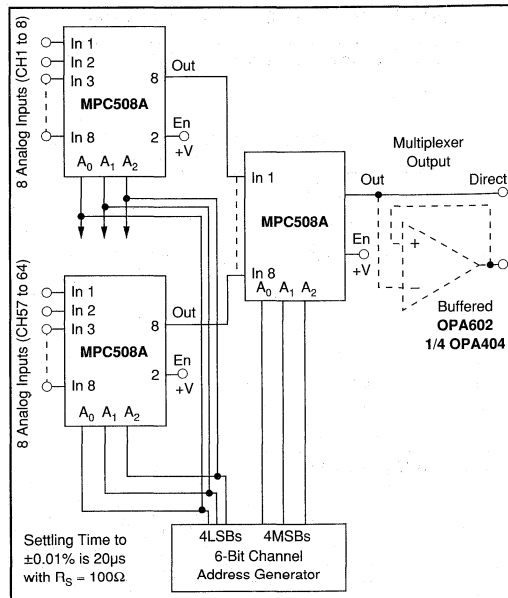 8 Analog Inputs (CH1 to 8)
In 1
In 2
In 3
In 8
MPC508A
8
Out
2
En
+V
A0 A1 A2
8 Analog Inputs (CH57 to 64)
In 1
In 2
In 3
In 8
MPC508A
8
Out
2
En
+V
A0 A1 A2
In 1
In 8
MPC508A
Out
En
+V
A0 A1 A2
Multiplexer
Output
Direct
– +
Buffered
OPA602
1/4 OPA404
Settling Time to
±0.01% is 20µs
with RS = 100Ω
4LSBs 4MSBs
6-Bit Channel
Address Generator